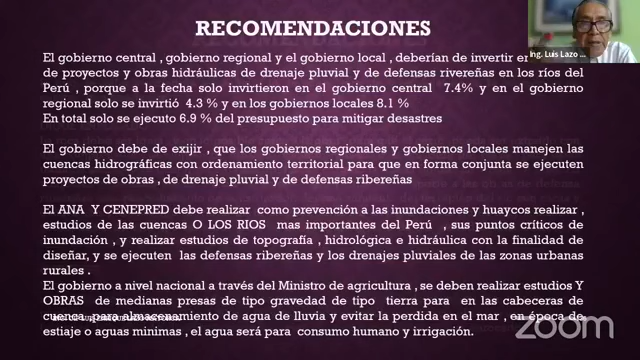 RECOMENDACIONES
Ing. Luis Lazo ...
El gobierno central , gobierno regional y el gobierno local , deberían de invertir
de proyectos y obras hidráulicas de drenaje pluvial y de defensas rivereñas en los ríos del
Perú , porque a la fecha solo invirtieron en el gobierno central 7.4% y en el gobierno
regional solo se invirtió 4.3 % y en los gobiernos locales 8.1 %
En total solo se ejecuto 6.9 % del presupuesto para mitigar desastres
El gobierno debe de exijir , que los gobiernos regionales y gobiernos locales manejen las
cuencas hidrográficas con ordenamiento territorial para que en forma conjunta se ejecuten
proyectos de obras , de drenaje pluvial y de defensas ribereñas
El ANA Y CENEPRED debe realizar como prevención a las inundaciones y huaycos realizar ,
estudios de las cuencas O LOS RIOS mas importantes del Perú , sus puntos críticos de
inundación , y realizar estudios de topografía , hidrológica e hidráulica con la finalidad de
diseñar, y se ejecuten las defensas ribereñas y los drenajes pluviales de las zonas urbanas
rurales .
El gobierno a nivel nacional a través del Ministro de agricultura , se deben realizar estudios Y
OBRAS de medianas presas de tipo gravedad de tipo tierra para en las cabeceras de
cuencas para almacenamiento de agua de lluvia y evitar la perdida en el mar , en época de
estiaje o aguas minimas , el agua será para consumo humano y irrigación.
zoom